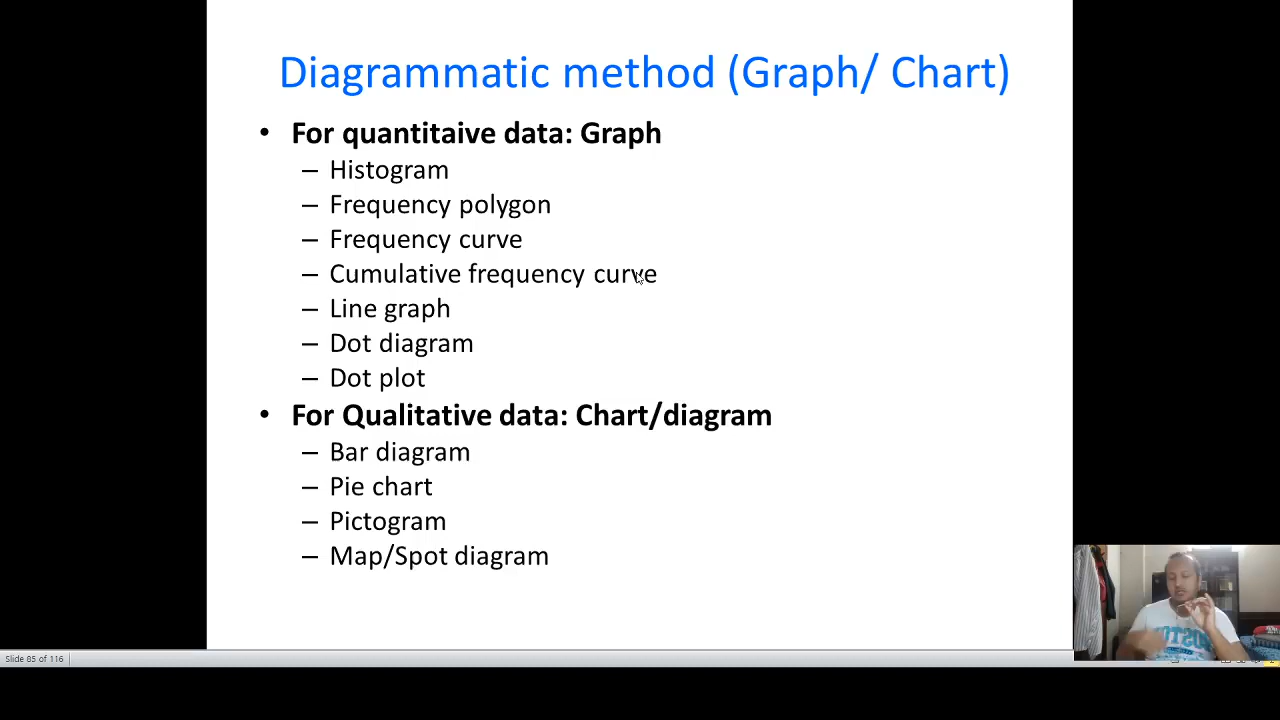 Diagrammatic method (Graph/ Chart)
• For quantitaive data: Graph
– Histogram
– Frequency polygon
– Frequency curve
– Cumulative frequency curve
– Line graph
– Dot diagram
– Dot plot
• For Qualitative data: Chart/diagram
– Bar diagram
– Pie chart
– Pictogram
– Map/Spot diagram
Slide 85 of 116